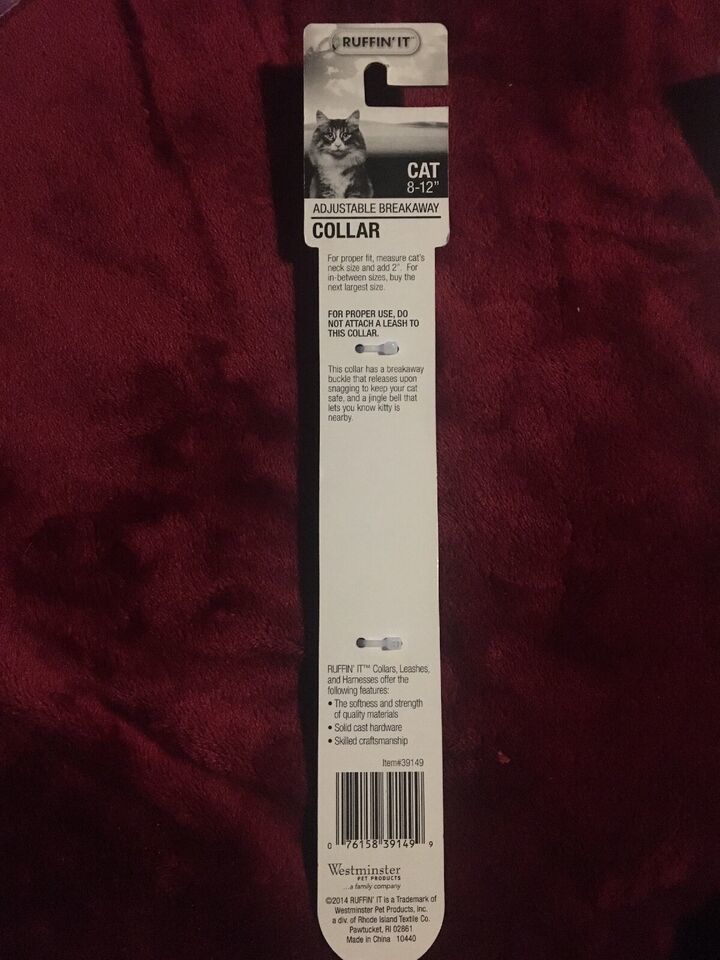 RUFFIN' IT™
CAT
8-12"
ADJUSTABLE BREAKAWAY
COLLAR
For proper fit, measure cat's
neck size and add 2". For
in-between sizes, buy the
next largest size.
FOR PROPER USE, DO
NOT ATTACH A LEASH TO
THIS COLLAR.
This collar has a breakaway
buckle that releases upon
snagging to keep your cat
safe, and a jingle bell that
lets you know kitty is
nearby.
RUFFIN' IT™ Collars, Leashes,
and Harnesses offer the
following features:
• The softness and strength
of quality materials
• Solid cast hardware
• Skilled craftsmanship
Item#39149
0 76158 39149 9
Westminster
PET PRODUCTS
...a family company
©2014 RUFFIN' IT is a Trademark of
Westminster Pet Products, Inc.
a div. of Rhode Island Textile Co.
Pawtucket, RI 02861
Made in China 10440